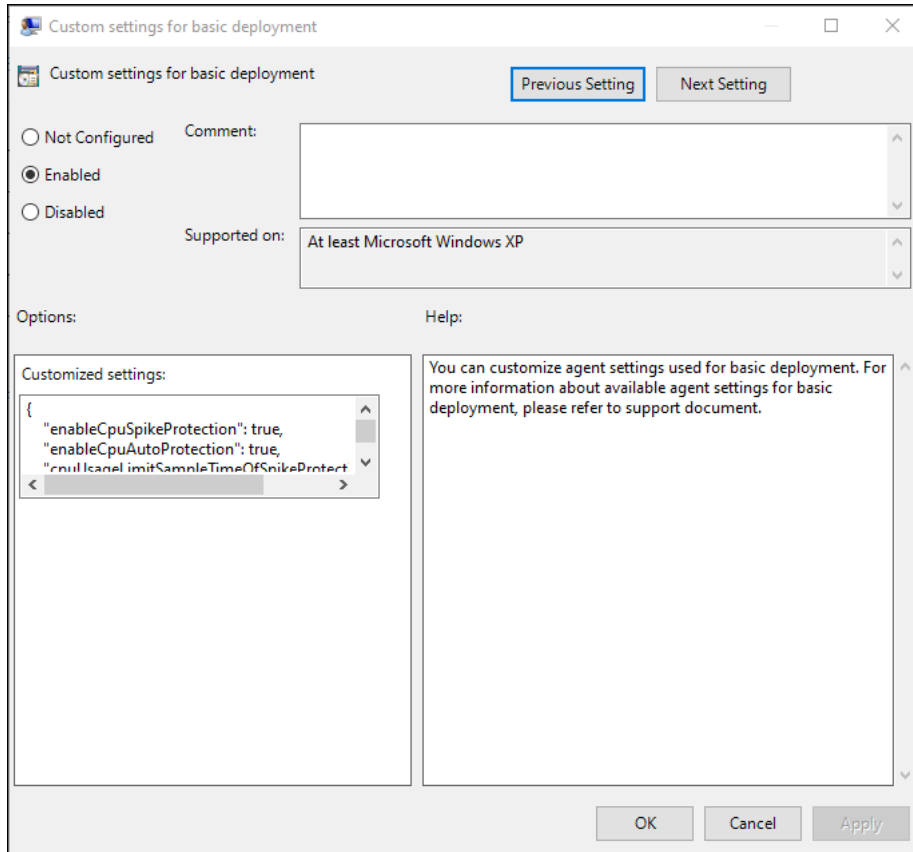 Custom settings for basic deployment
Custom settings for basic deployment
Previous Setting
Next Setting
Not Configured
Comment:
Enabled
Disabled
Supported on:
At least Microsoft Windows XP
Options:
Help:
Customized settings:
{
"enableCpuSpikeProtection": true,
"enableCpuAutoProtection": true,
"cpuUsageLimitSampleTimeOfSpikeProtect
You can customize agent settings used for basic deployment. For
more information about available agent settings for basic
deployment, please refer to support document.
OK
Cancel
Apply